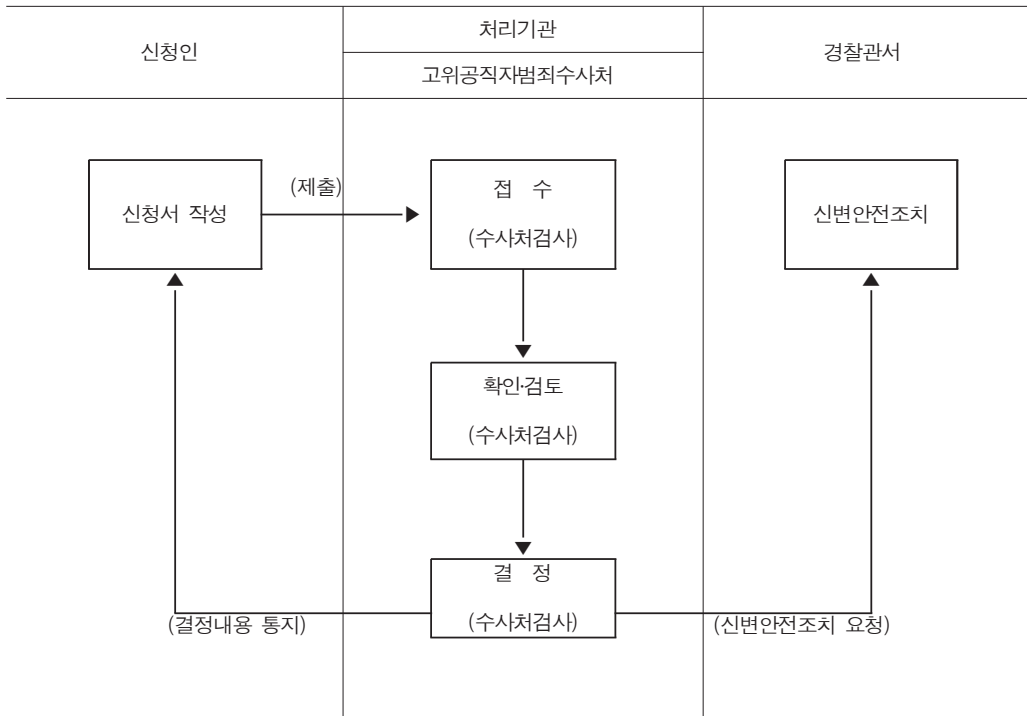 신청인
처리기관
고위공직자범죄수사처
경찰관서
신청서 작성
(제출)
접 수
(수사처검사)
신변안전조치
확인·검토
(수사처검사)
결 정
(수사처검사)
(결정내용 통지)
(신변안전조치 요청)